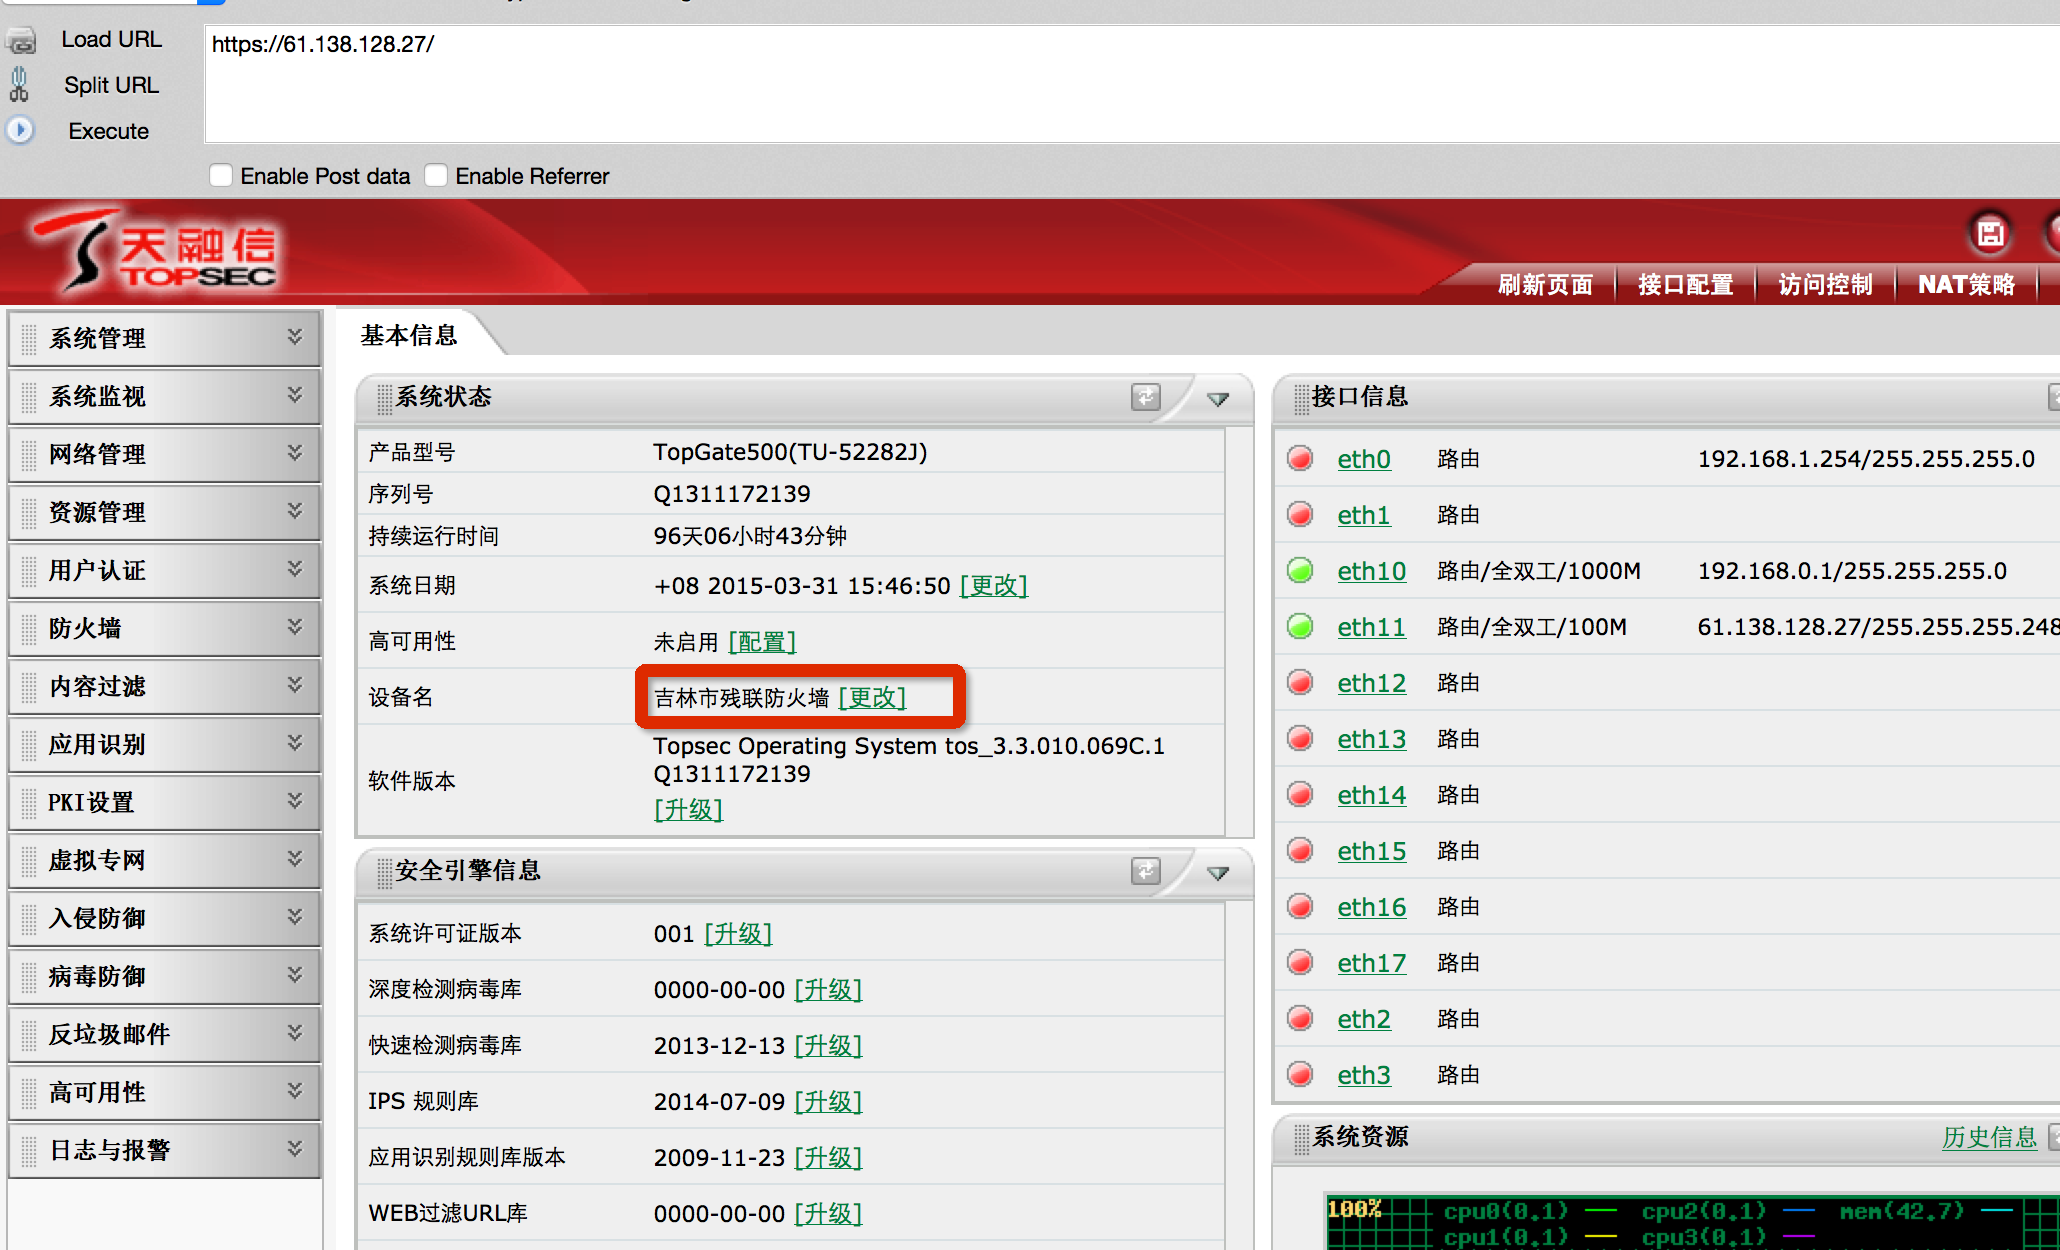 Load URL
https://61.138.128.27/
Split URL
Execute
Enable Post data
Enable Referrer
天融信
TOPSEC
刷新页面
接口配置
访问控制
NAT策略
系统管理
系统监视
网络管理
资源管理
用户认证
防火墙
内容过滤
应用识别
PKI设置
虚拟专网
入侵防御
病毒防御
反垃圾邮件
高可用性
日志与报警
基本信息
系统状态
产品型号 TopGate500(TU-52282J)
序列号 Q1311172139
持续运行时间 96天06小时43分钟
系统日期 +08 2015-03-31 15:46:50 [更改]
高可用性 未启用 [配置]
设备名 吉林市残联防火墙 [更改]
软件版本 Topsec Operating System tos_3.3.010.069C.1
Q1311172139
[升级]
安全引擎信息
系统许可证版本 001 [升级]
深度检测病毒库 0000-00-00 [升级]
快速检测病毒库 2013-12-13 [升级]
IPS 规则库 2014-07-09 [升级]
应用识别规则库版本 2009-11-23 [升级]
WEB过滤URL库 0000-00-00 [升级]
接口信息
eth0 路由 192.168.1.254/255.255.255.0
eth1 路由
eth10 路由/全双工/1000M 192.168.0.1/255.255.255.0
eth11 路由/全双工/100M 61.138.128.27/255.255.255.248
eth12 路由
eth13 路由
eth14 路由
eth15 路由
eth16 路由
eth17 路由
eth2 路由
eth3 路由
系统资源 历史信息
100% cpu0(0.1) cpu2(0.1) mem(42.7)
cpu1(0.1) cpu3(0.1)